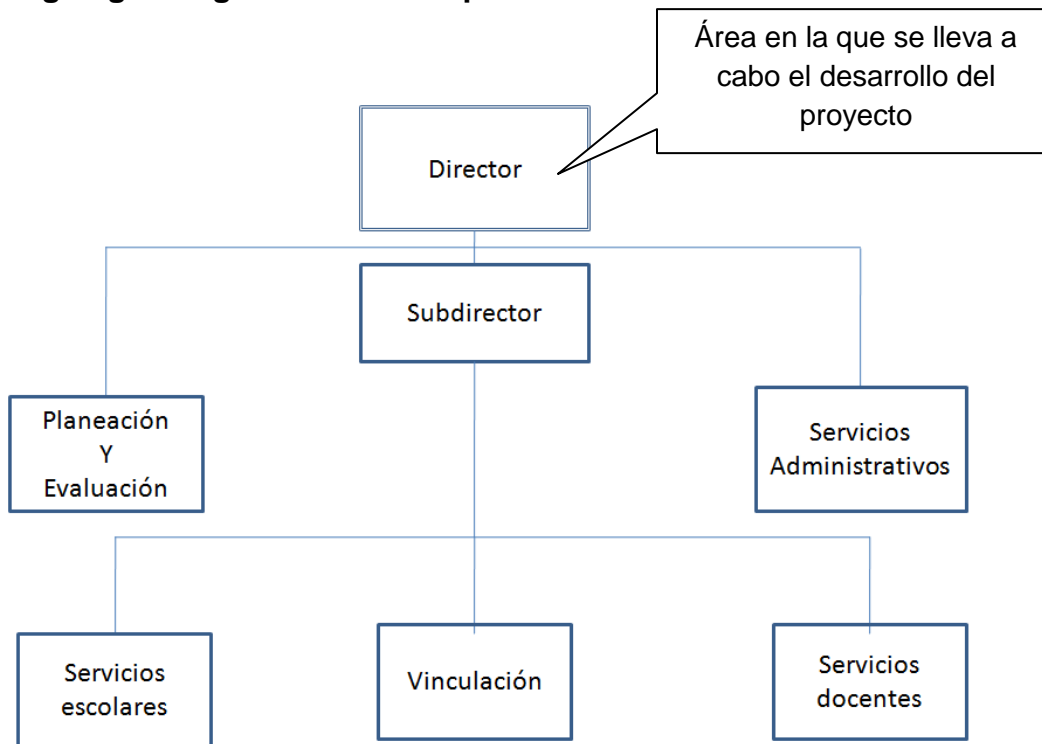 Área en la que se lleva a
cabo el desarrollo del
proyecto
Director
Subdirector
Planeación
Y
Evaluación
Servicios
Administrativos
Servicios
escolares
Vinculación
Servicios
docentes